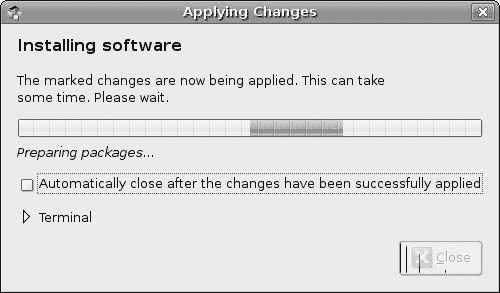 Applying Changes
Installing software
The marked changes are now being applied. This can take
some time. Please wait.
Preparing packages...
Automatically close after the changes have been successfully applied
Terminal
Close